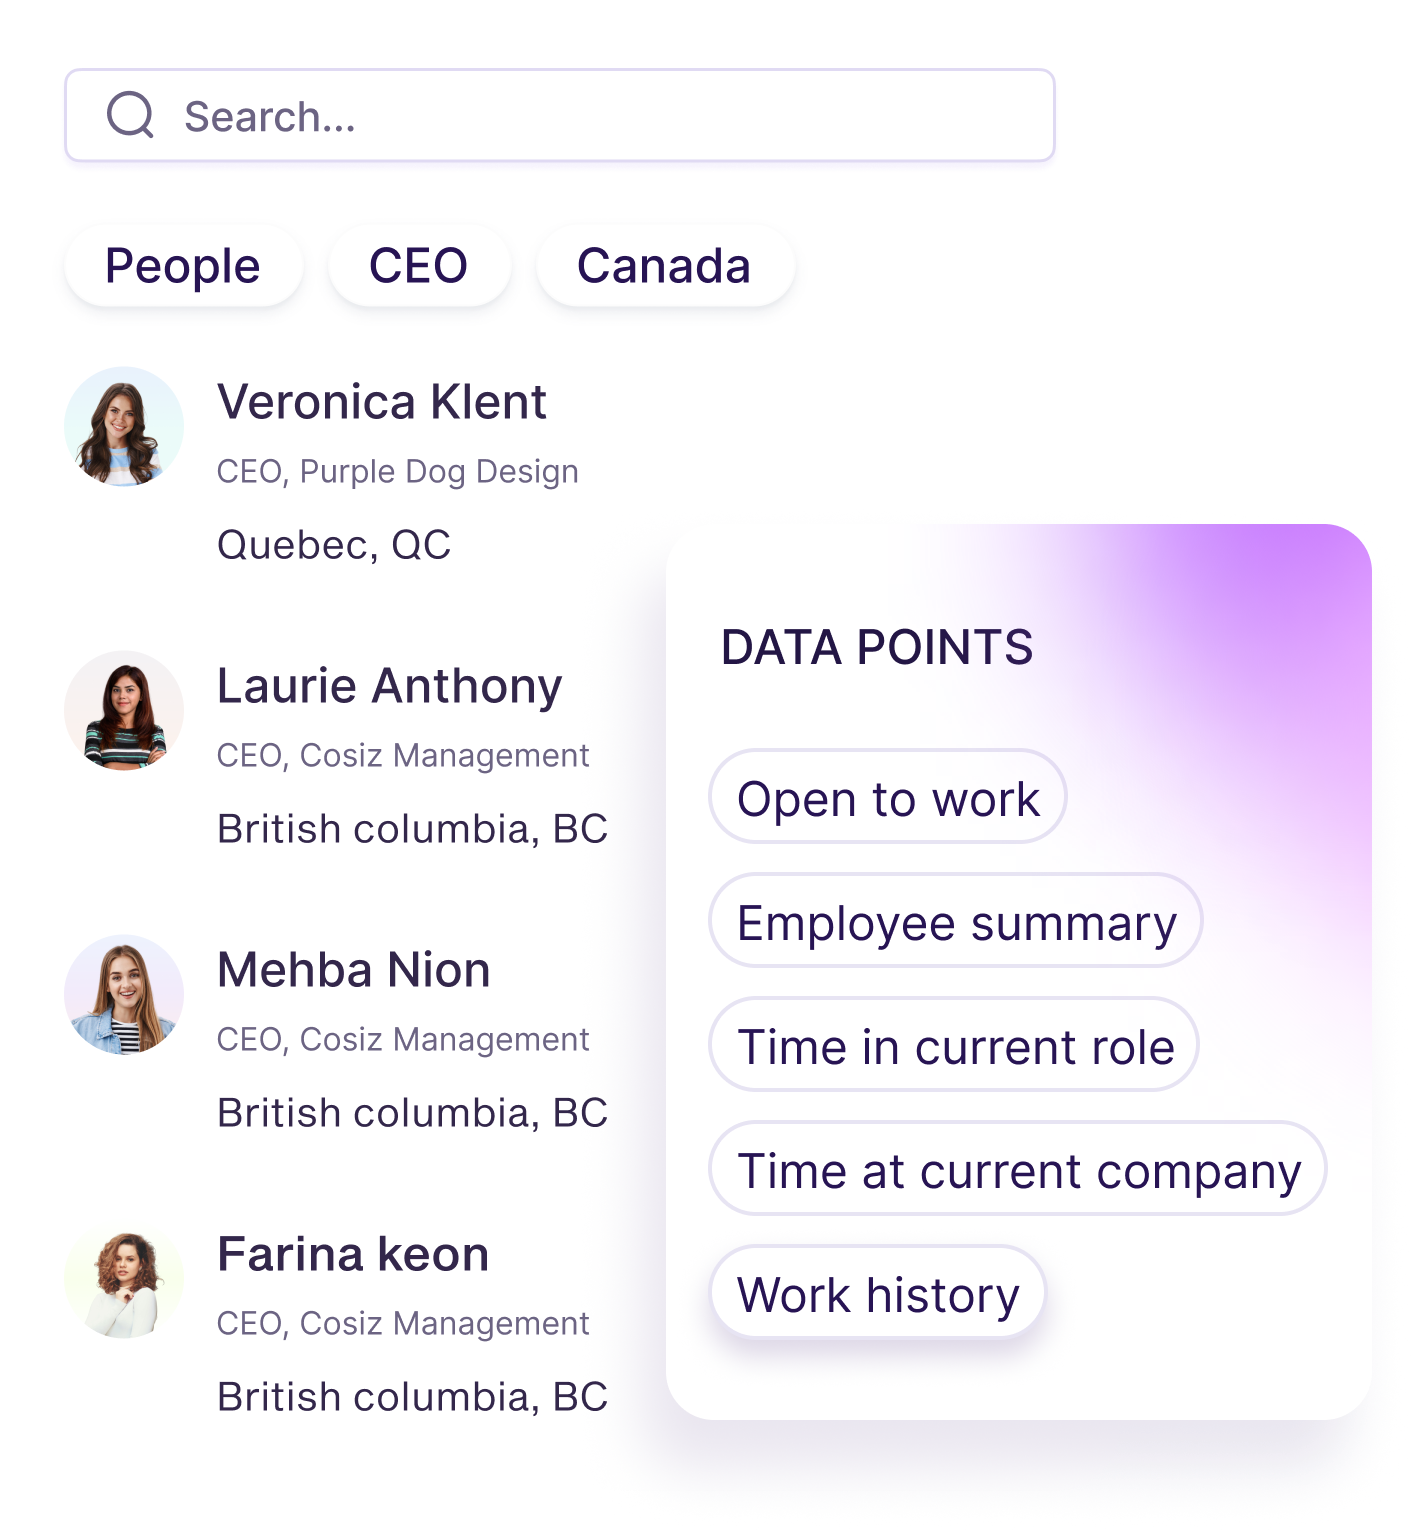 Search...
People
CEO
Canada
Veronica Klent
CEO, Purple Dog Design
Quebec, QC
Laurie Anthony
CEO, Cosiz Management
British columbia, BC
Mehba Nion
CEO, Cosiz Management
British columbia, BC
Farina keon
CEO, Cosiz Management
British columbia, BC
DATA POINTS
Open to work
Employee summary
Time in current role
Time at current company
Work history